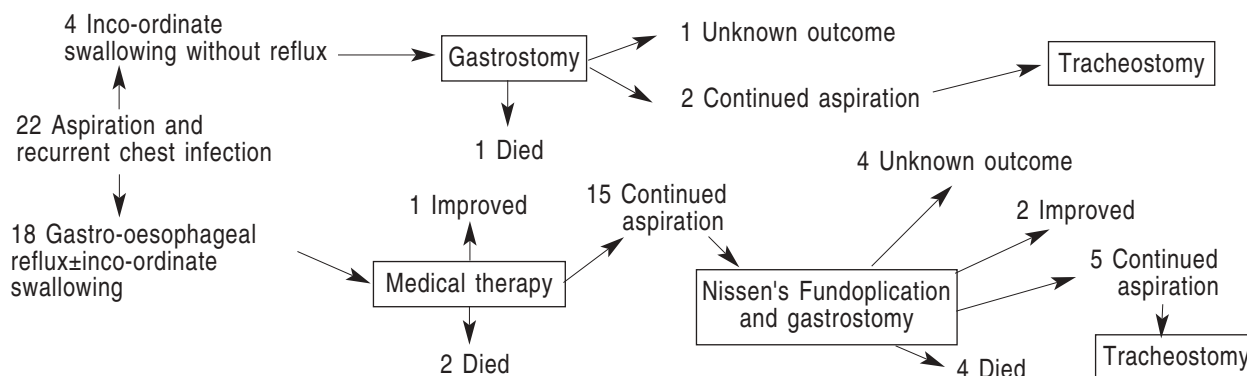 4 Inco-ordinate
swallowing without reflux
Gastrostomy
1 Unknown outcome
2 Continued aspiration
Tracheostomy
1 Died
22 Aspiration and
recurrent chest infection
18 Gastro-oesophageal
reflux±inco-ordinate
swallowing
1 Improved
Medical therapy
2 Died
15 Continued
aspiration
Nissen's Fundoplication
and gastrostomy
4 Unknown outcome
2 Improved
5 Continued
aspiration
Tracheostomy
4 Died